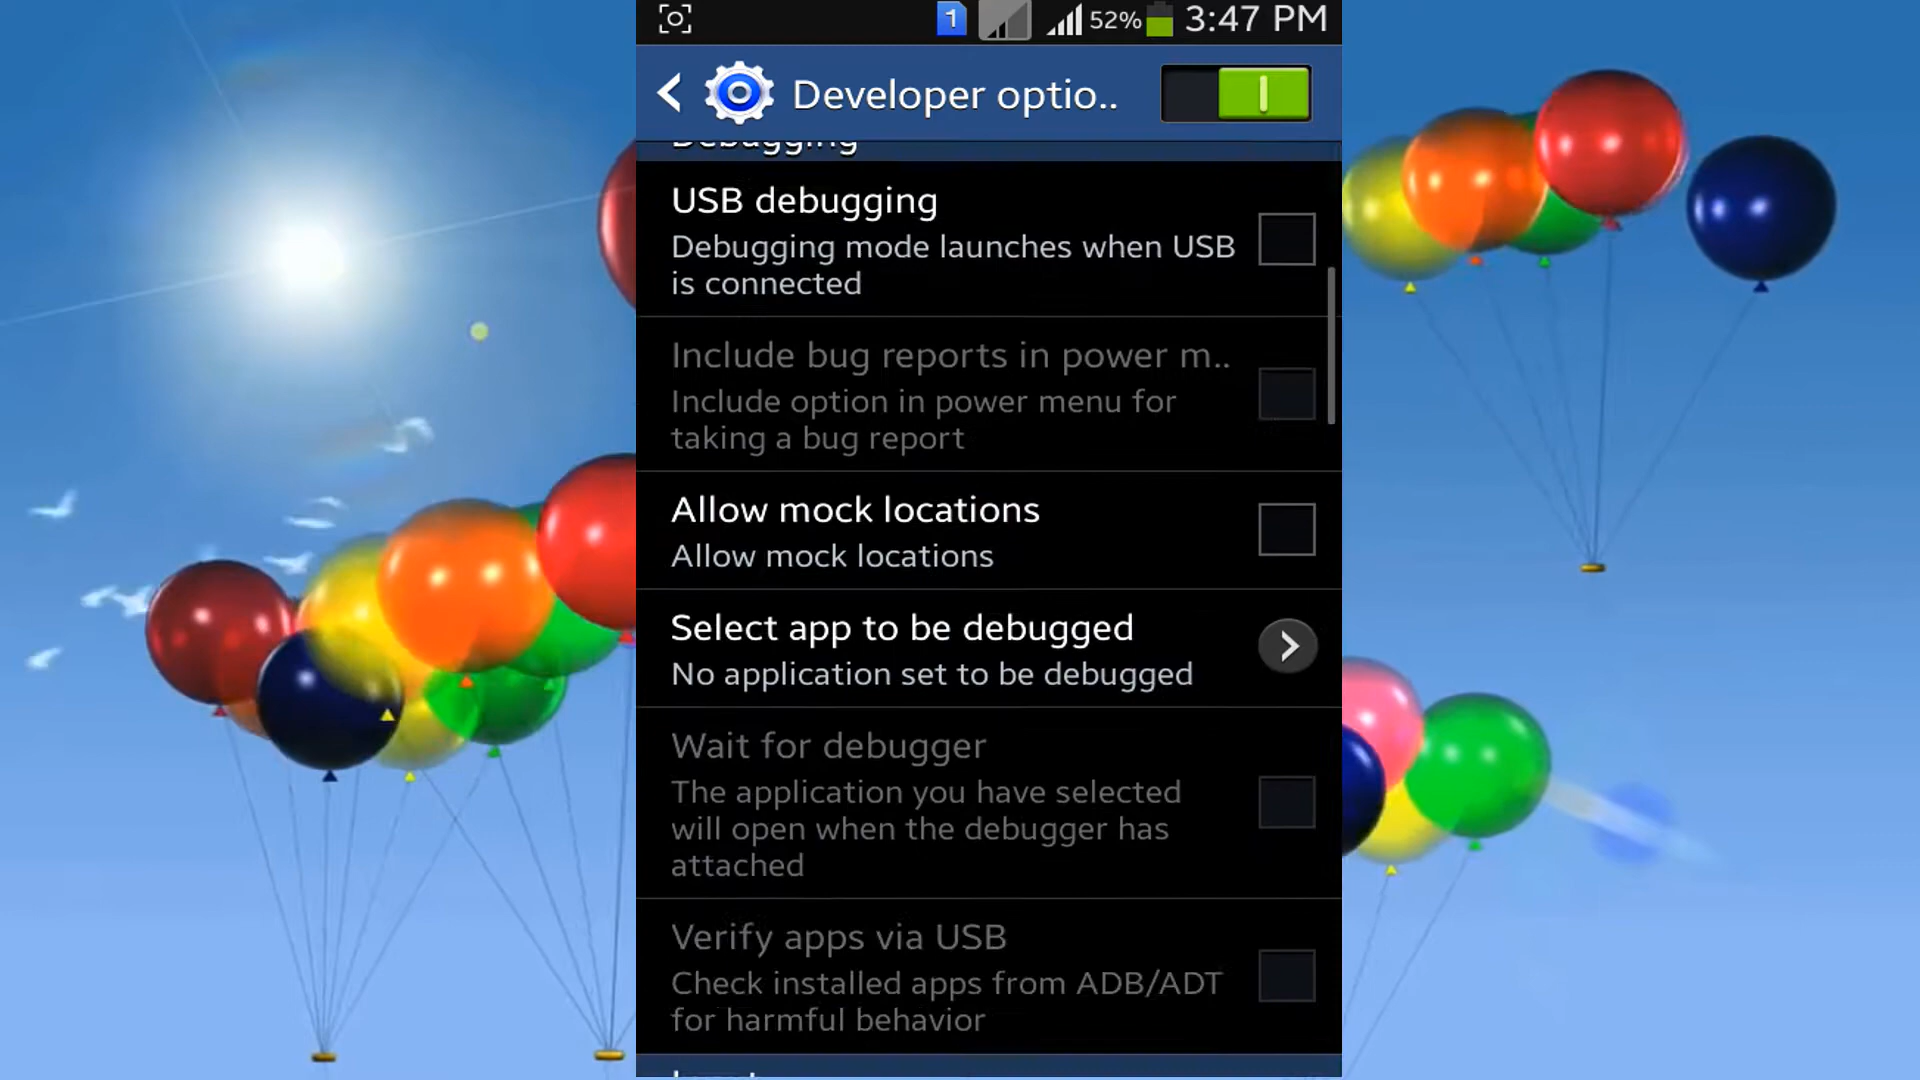 1 52% 3:47 PM
Developer optio..
Debugging
USB debugging
Debugging mode launches when USB
is connected
Include bug reports in power m..
Include option in power menu for
taking a bug report
Allow mock locations
Allow mock locations
Select app to be debugged
No application set to be debugged
Wait for debugger
The application you have selected
will open when the debugger has
attached
Verify apps via USB
Check installed apps from ADB/ADT
for harmful behavior